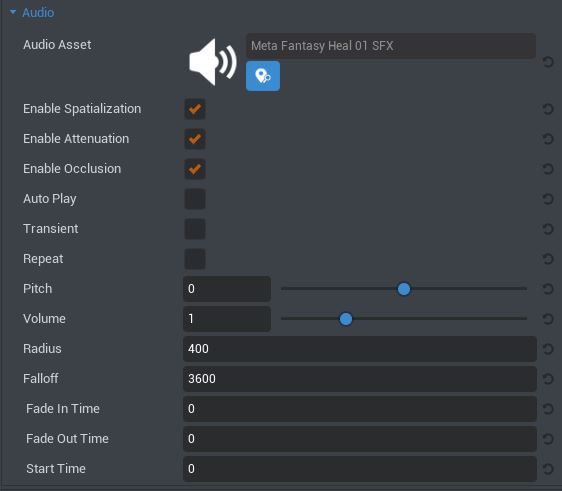 Audio
Audio Asset Meta Fantasy Heal 01 SFX
Enable Spatialization
Enable Attenuation
Enable Occlusion
Auto Play
Transient
Repeat
Pitch 0
Volume 1
Radius 400
Falloff 3600
Fade In Time 0
Fade Out Time 0
Start Time 0